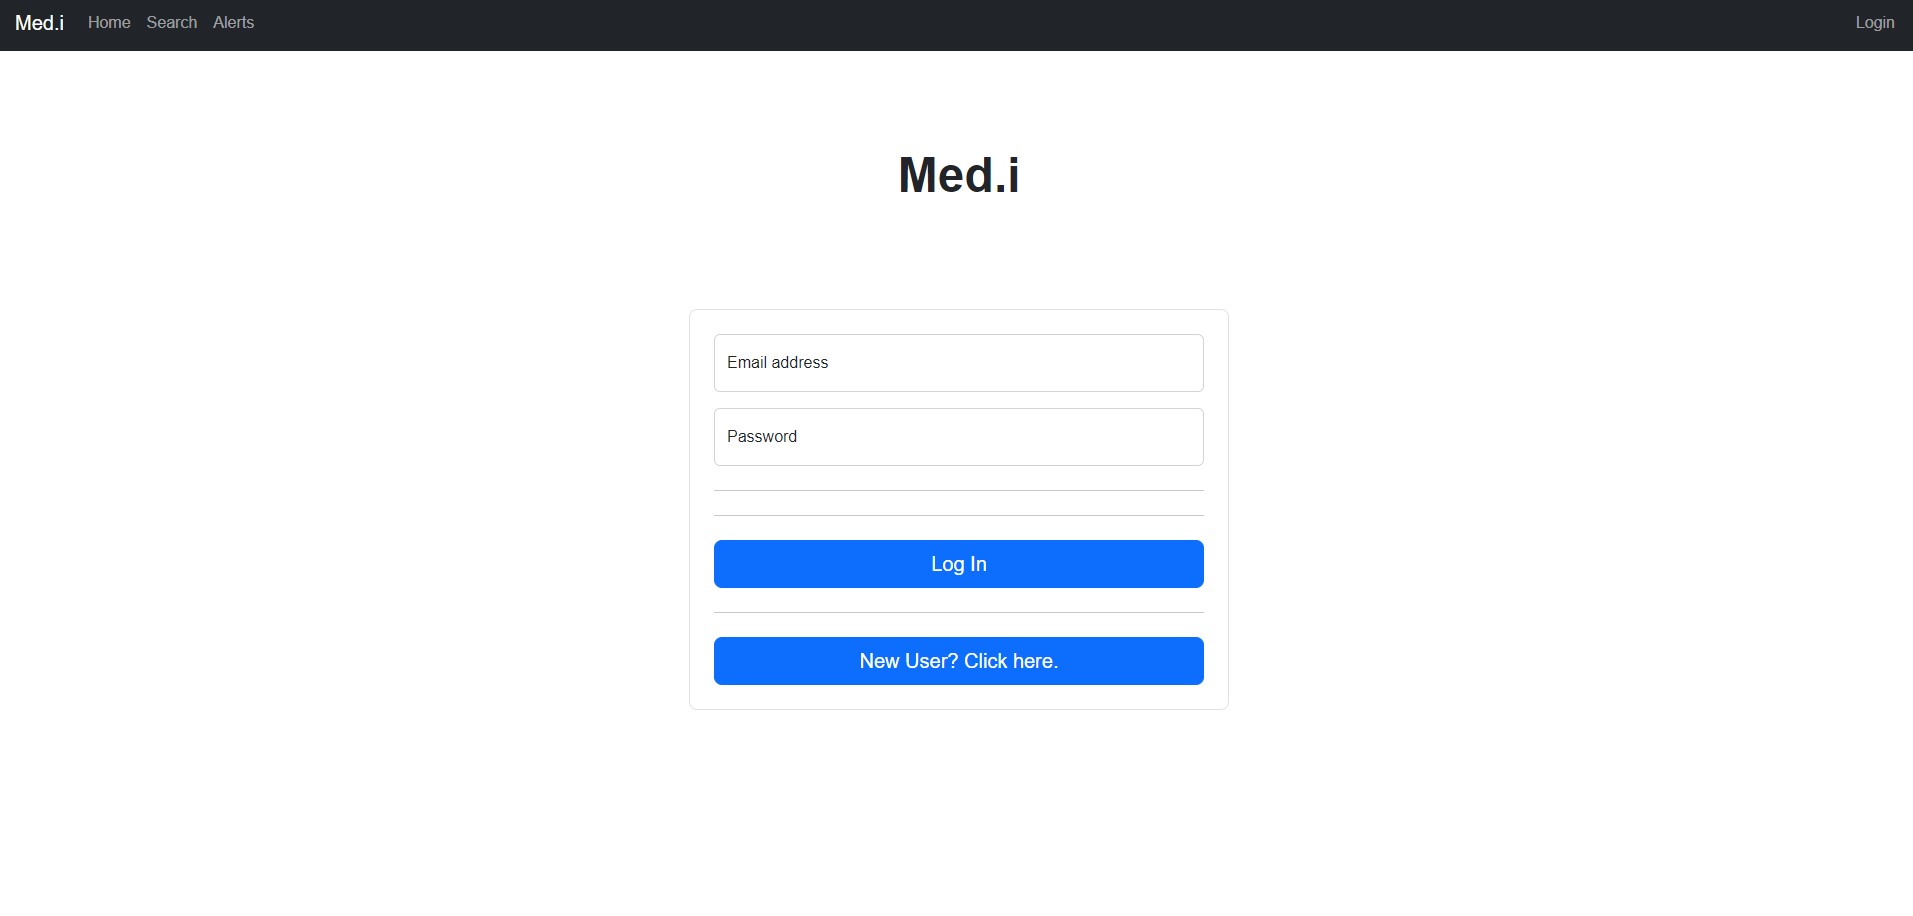 Med.i Home Search Alerts Login
Med.i
Email address
Password
Log In
New User? Click here.